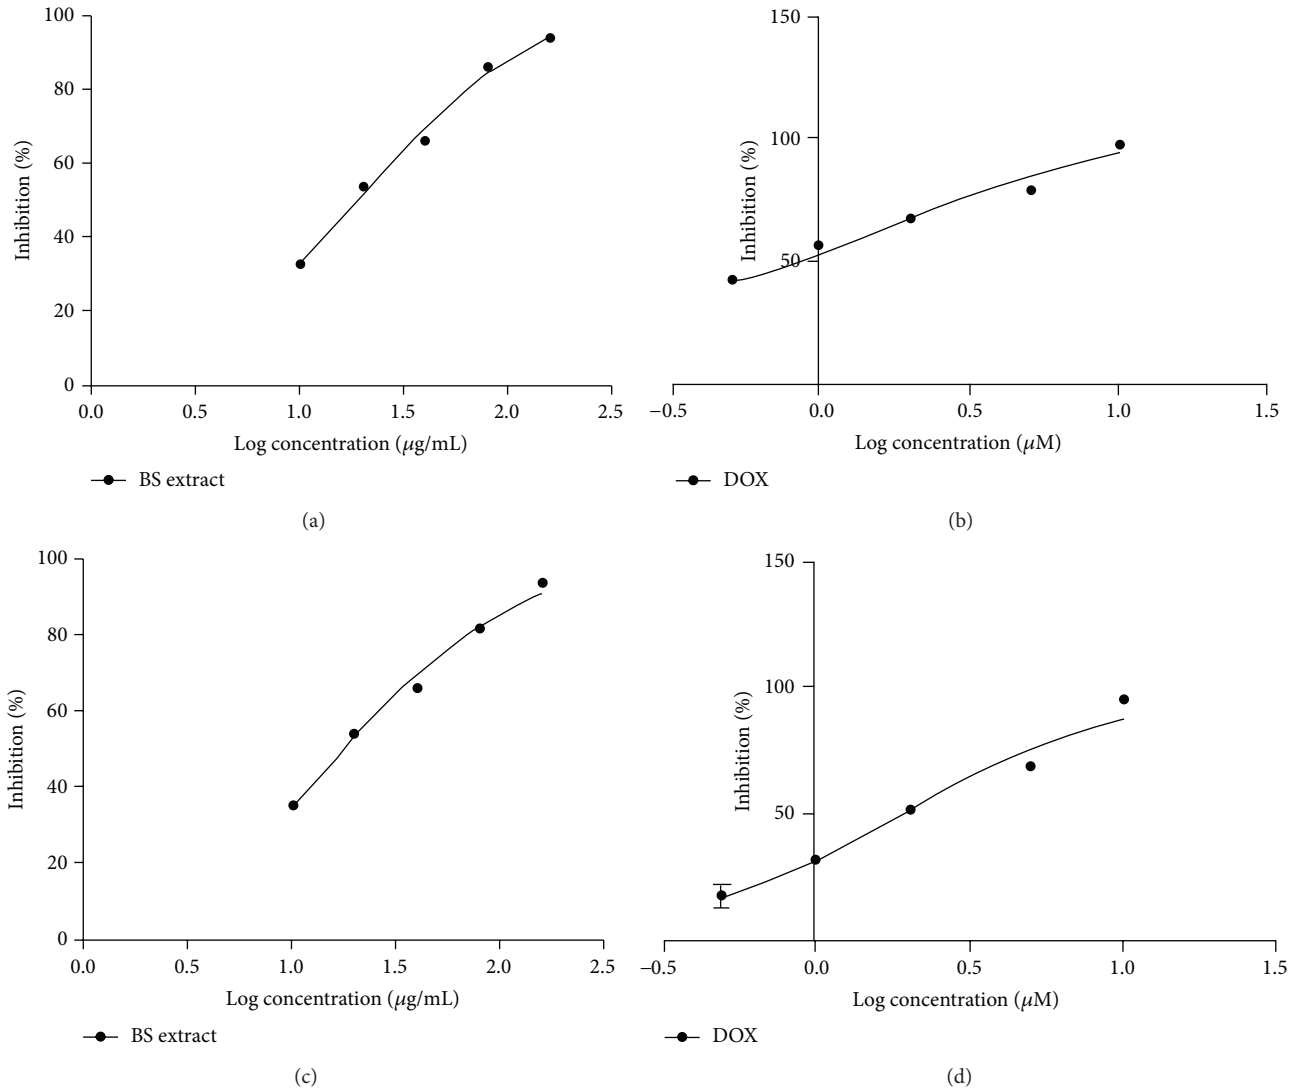 100
80
60
40
20
0
Inhibition (%)
0.0 0.5 1.0 1.5 2.0 2.5
Log concentration (μg/mL)
BS extract
(a)
150
100
50
Inhibition (%)
−0.5 0.0 0.5 1.0 1.5
Log concentration (μM)
DOX
(b)
100
80
60
40
20
0
Inhibition (%)
0.0 0.5 1.0 1.5 2.0 2.5
Log concentration (μg/mL)
BS extract
(c)
150
100
50
Inhibition (%)
−0.5 0.0 0.5 1.0 1.5
Log concentration (μM)
DOX
(d)